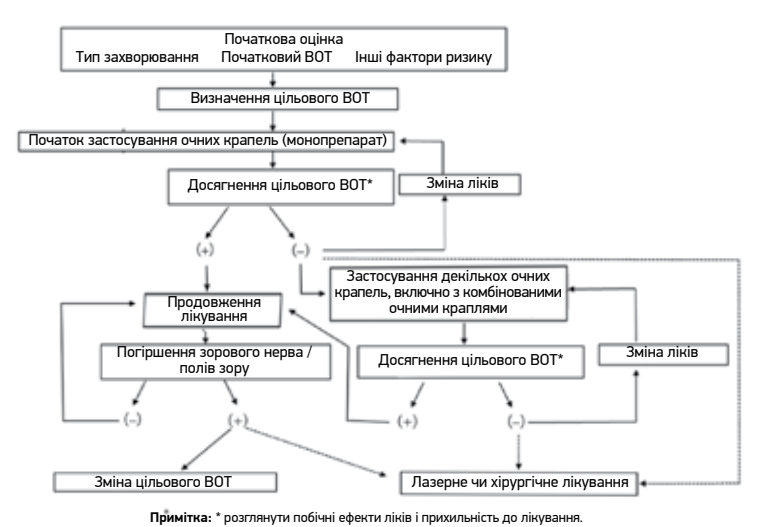 Початкова оцінка
Тип захворювання Початковий ВОТ Інші фактори ризику
Визначення цільового ВОТ
Початок застосування очних крапель (монопрепарат)
Досягнення цільового ВОТ*
Зміна ліків
(+)
(–)
Застосування декількох очних
крапель, включно з комбінованими
очними краплями
Продовження
лікування
Погіршення зорового нерва /
полів зору
Досягнення цільового ВОТ*
Зміна ліків
(–)
(+)
(+)
(–)
Зміна цільового ВОТ
Лазерне чи хірургічне лікування
Примітка: * розглянути побічні ефекти ліків і прихильність до лікування.